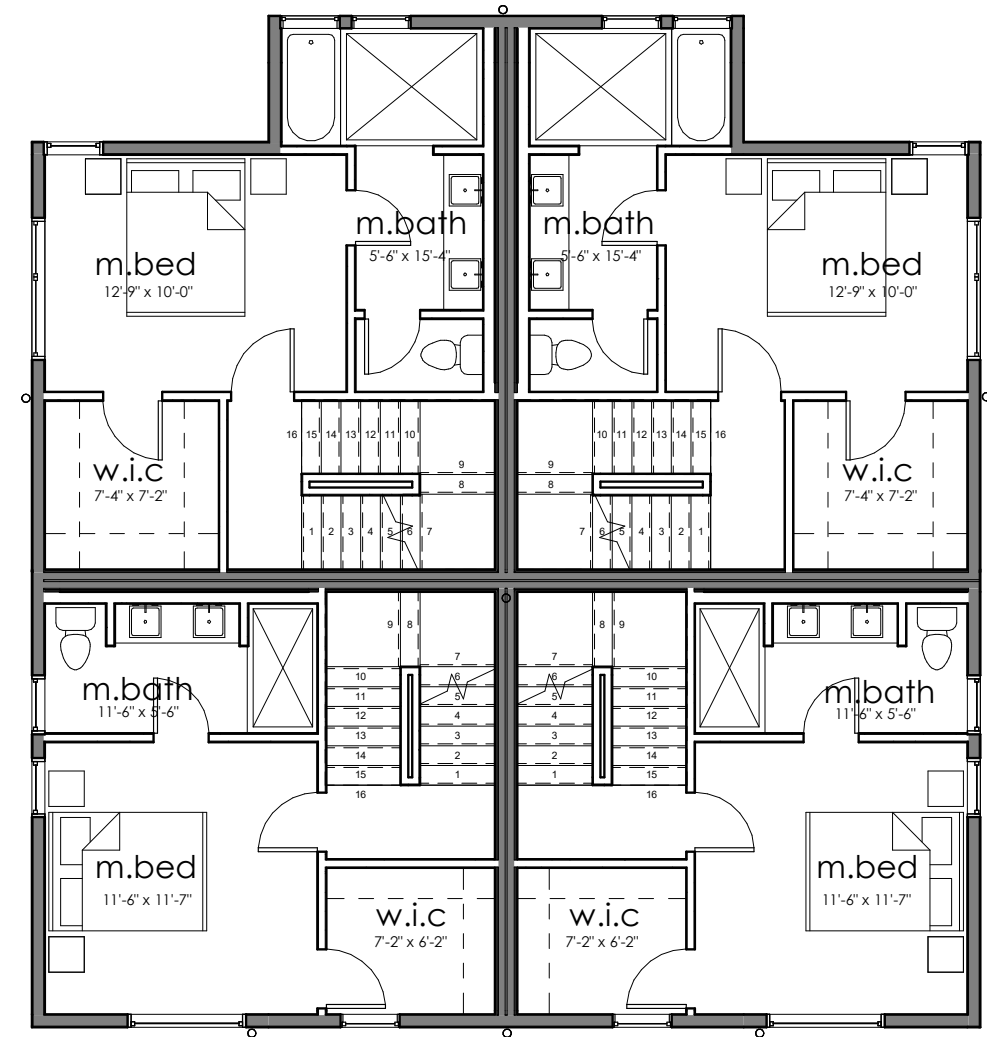 m.bath
5'-6" x 15'-4"
m.bath
5'-6" x 15'-4"
m.bed
12'-9" x 10'-0"
m.bed
12'-9" x 10'-0"
16 15 14 13 12 11 10
10 11 12 13 14 15 16
9
8
9
8
w.i.c
7'-4" x 7'-2"
w.i.c
7'-4" x 7'-2"
1 2 3 4 5 6 7
7 6 5 4 3 2 1
9 8
8 9
7
6
5
4
3
2
1
7
6
5
4
3
2
1
10
11
12
13
14
15
16
10
11
12
13
14
15
16
m.bath
11'-6" x 5'-6"
m.bath
11'-6" x 5'-6"
m.bed
11'-6" x 11'-7"
m.bed
11'-6" x 11'-7"
w.i.c
7'-2" x 6'-2"
w.i.c
7'-2" x 6'-2"